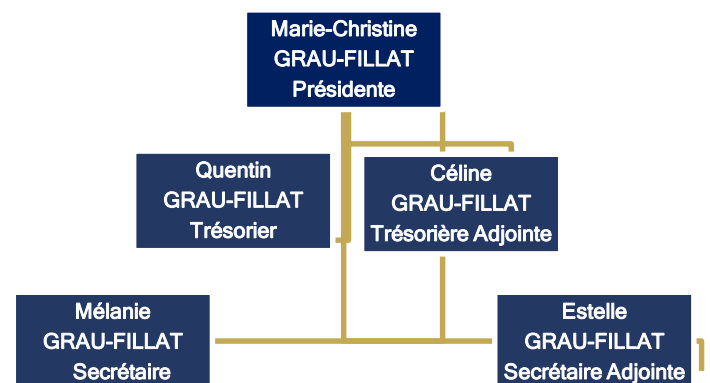 Marie-Christine
GRAU-FILLAT
Présidente
Quentin
GRAU-FILLAT
Trésorier
Céline
GRAU-FILLAT
Trésorière Adjointe
Mélanie
GRAU-FILLAT
Secrétaire
Estelle
GRAU-FILLAT
Secrétaire Adjointe